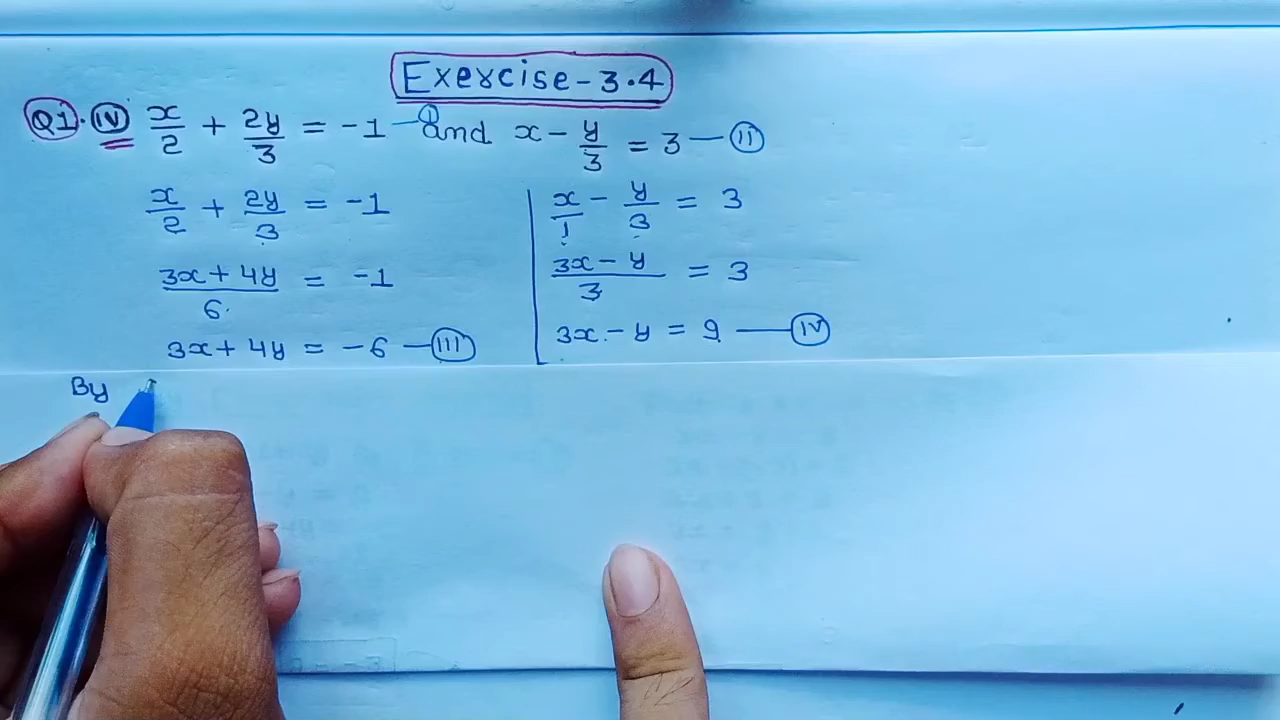 Exercise-3.4
Q1. IV x/2 + 2y/3 = -1 — I and x - y/3 = 3 — II
x/2 + 2y/3 = -1
3x + 4y/6 = -1
3x + 4y = -6 — III
x/1 - y/3 = 3
3x - y/3 = 3
3x - y = 9 — IV
By